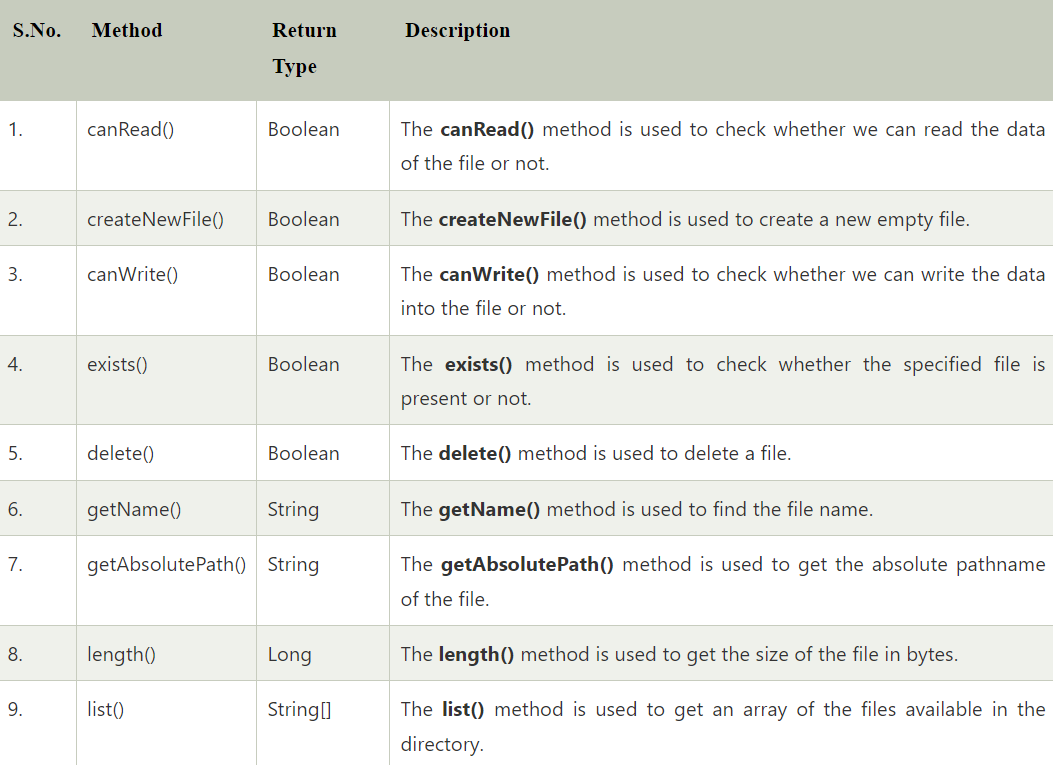 S.No. Method Return Type Description
1. canRead() Boolean The canRead() method is used to check whether we can read the data
of the file or not.
2. createNewFile() Boolean The createNewFile() method is used to create a new empty file.
3. canWrite() Boolean The canWrite() method is used to check whether we can write the data
into the file or not.
4. exists() Boolean The exists() method is used to check whether the specified file is
present or not.
5. delete() Boolean The delete() method is used to delete a file.
6. getName() String The getName() method is used to find the file name.
7. getAbsolutePath() String The getAbsolutePath() method is used to get the absolute pathname
of the file.
8. length() Long The length() method is used to get the size of the file in bytes.
9. list() String[] The list() method is used to get an array of the files available in the
directory.